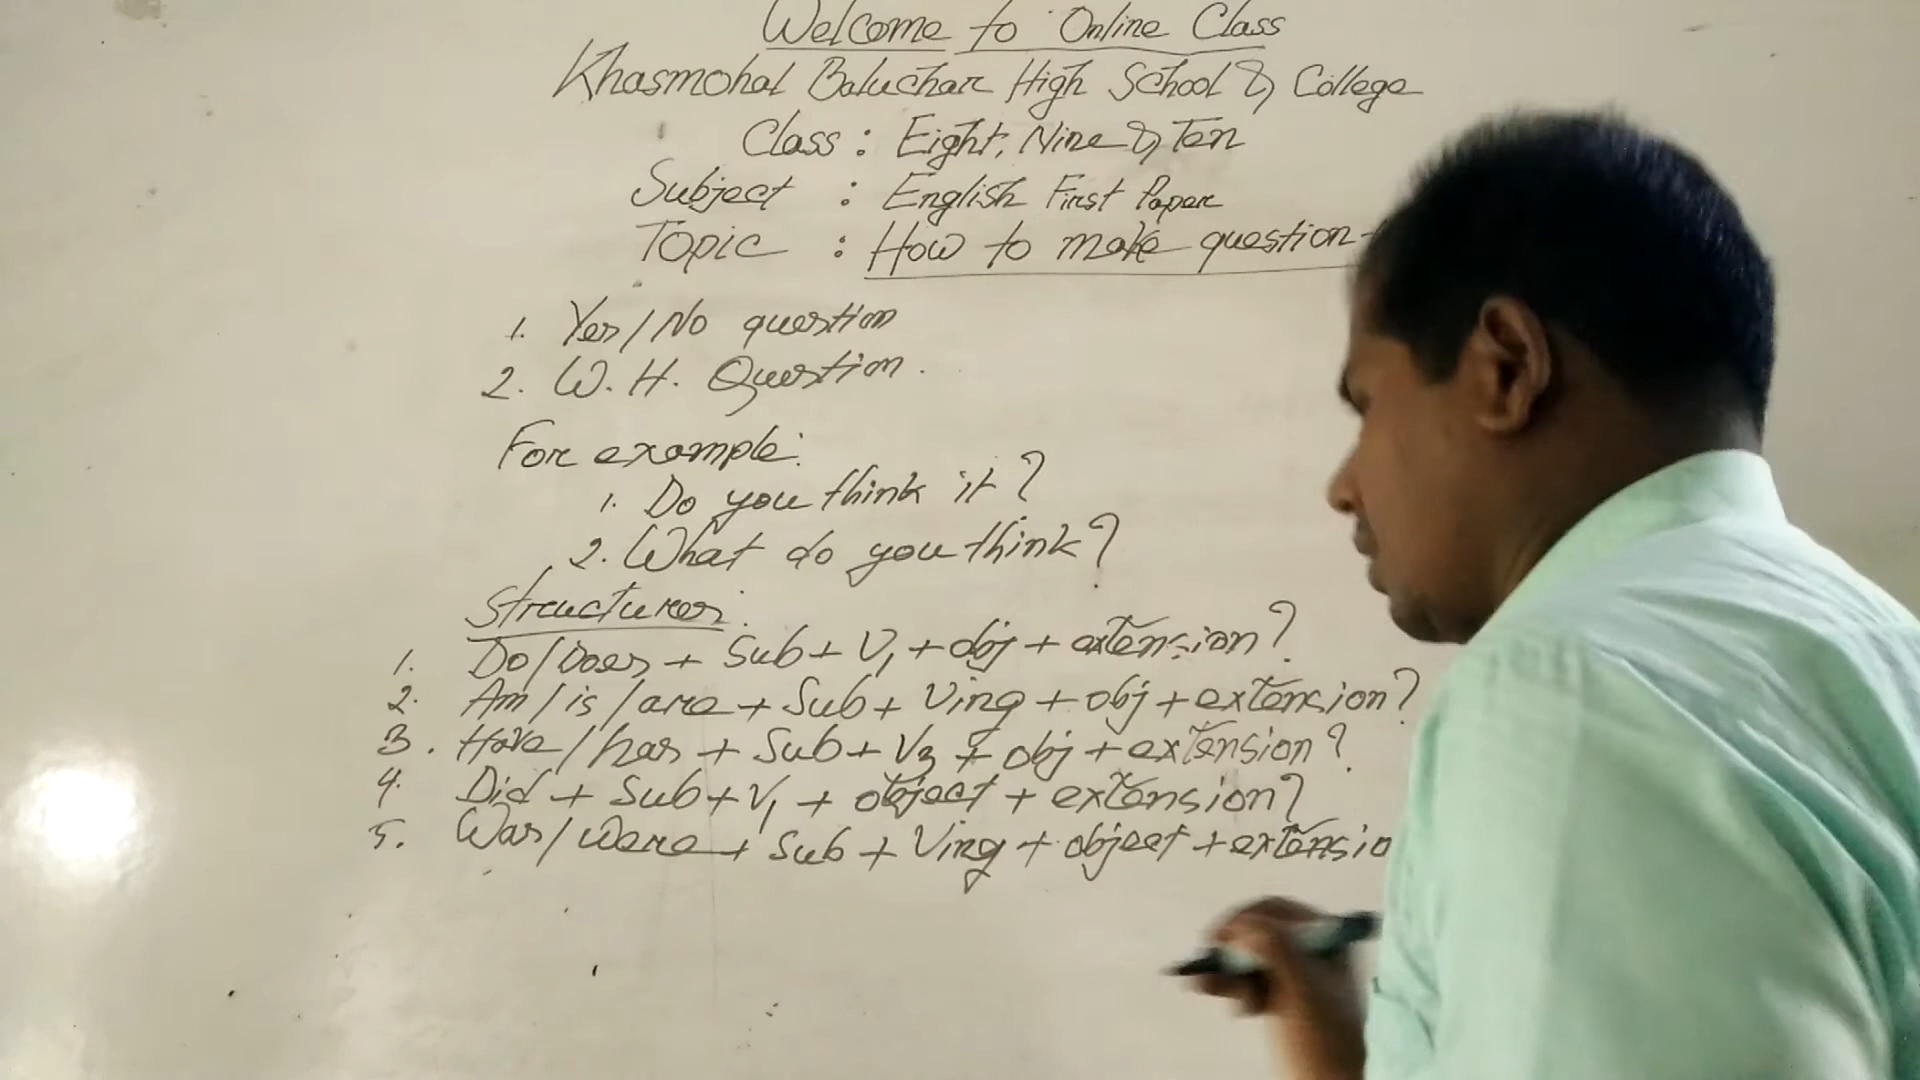 Welcome to Online Class
Khasmohal Baluchar High School & College
Class : Eight, Nine & Ten
Subject : English First Paper
Topic : How to make question
1. Yes/No question
2. W. H. Question.
For example:
1. Do you think it?
2. What do you think?
Structures:
1. Do/Does + Sub + V1 + obj + extension?
2. Am/is/are + Sub + Ving + obj + extension?
3. Have/has + Sub + V3 + obj + extension?
4. Did + Sub + V1 + object + extension?
5. Was/were + Sub + Ving + object + extensio